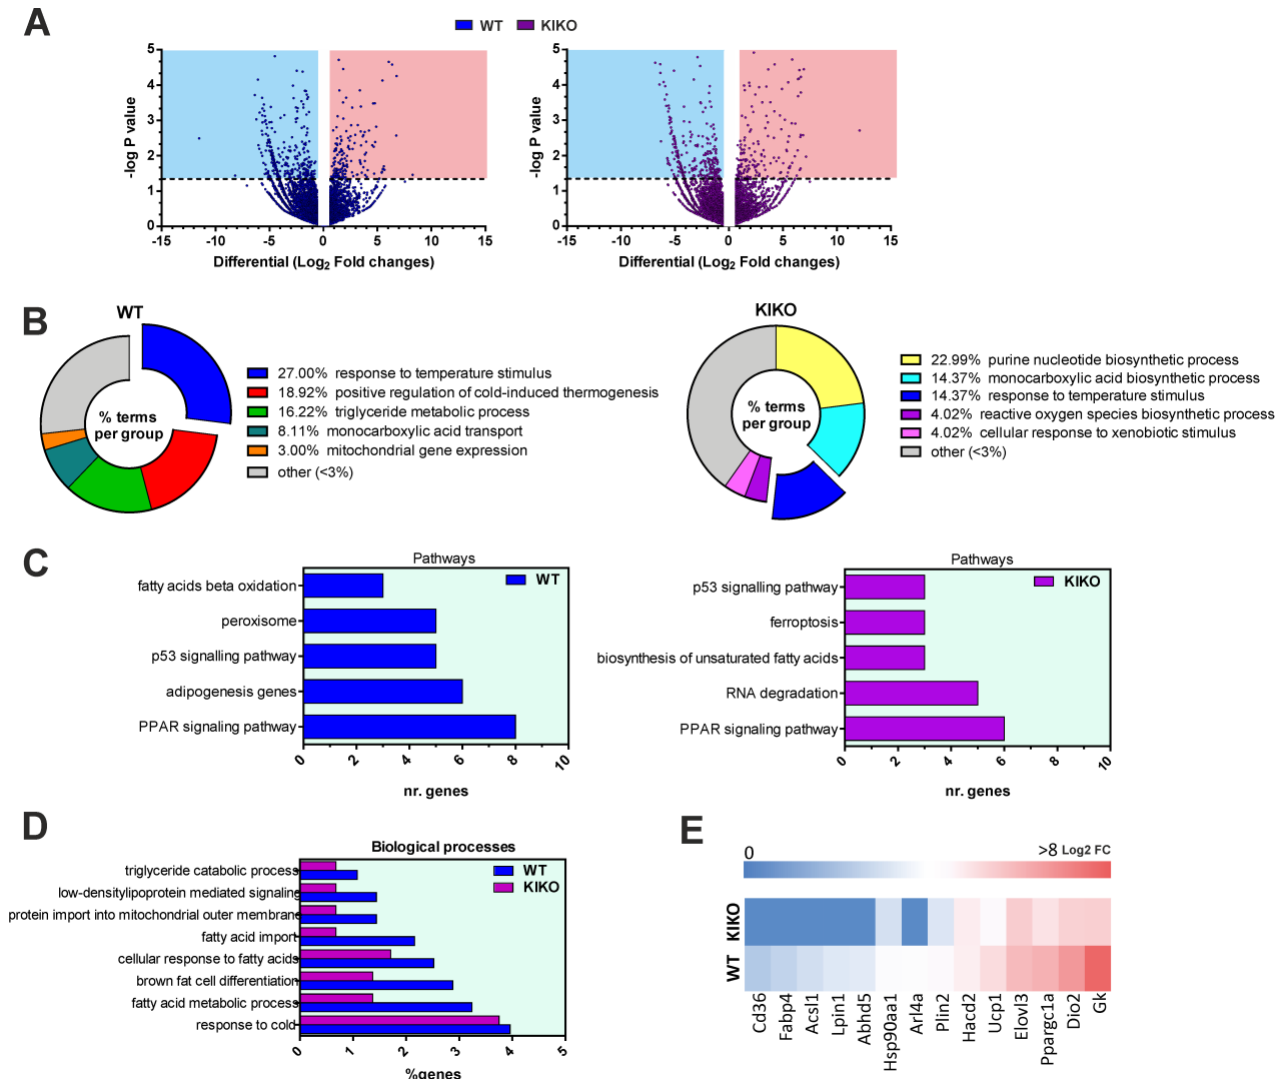 A
WT
KIKO
5
4
3
2
1
0
-log P value
-15
-10
-5
0
5
10
15
Differential (Log2 Fold changes)
5
4
3
2
1
0
-log P value
-15
-10
-5
0
5
10
15
Differential (Log2 Fold changes)
B
WT
% terms
per group
27.00% response to temperature stimulus
18.92% positive regulation of cold-induced thermogenesis
16.22% triglyceride metabolic process
8.11% monocarboxylic acid transport
3.00% mitochondrial gene expression
other (<3%)
KIKO
% terms
per group
22.99% purine nucleotide biosynthetic process
14.37% monocarboxylic acid biosynthetic process
14.37% response to temperature stimulus
4.02% reactive oxygen species biosynthetic process
4.02% cellular response to xenobiotic stimulus
other (<3%)
C
Pathways
WT
fatty acids beta oxidation
peroxisome
p53 signalling pathway
adipogenesis genes
PPAR signaling pathway
0
2
4
6
8
10
nr. genes
Pathways
KIKO
p53 signalling pathway
ferroptosis
biosynthesis of unsaturated fatty acids
RNA degradation
PPAR signaling pathway
0
2
4
6
8
10
nr. genes
D
Biological processes
WT
KIKO
triglyceride catabolic process
low-densitylipoprotein mediated signaling
protein import into mitochondrial outer membrane
fatty acid import
cellular response to fatty acids
brown fat cell differentiation
fatty acid metabolic process
response to cold
0
1
2
3
4
5
%genes
E
0
>8 Log2 FC
KIKO
WT
Cd36
Fabp4
Acsl1
Lpin1
Abhd5
Hsp90aa1
Arl4a
Plin2
Hacd2
Ucp1
Elovl3
Ppargc1a
Dio2
Gk